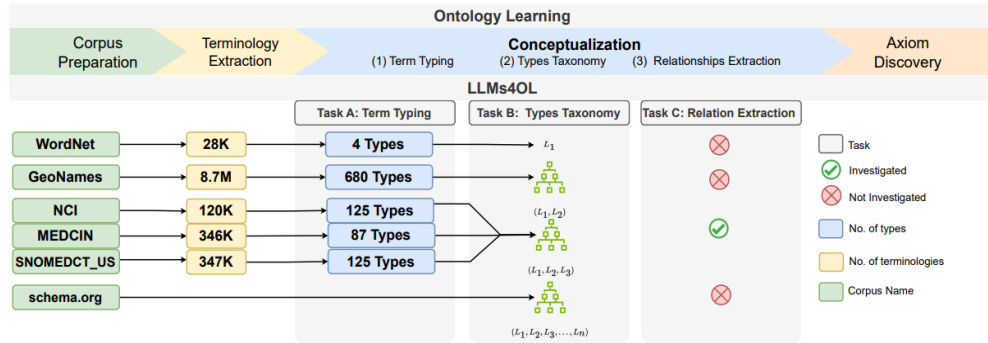 Ontology Learning
Corpus
Preparation
Terminology
Extraction
Conceptualization
(1) Term Typing
(2) Types Taxonomy
(3) Relationships Extraction
Axiom
Discovery
LLMs4OL
Task A: Term Typing
Task B: Types Taxonomy
Task C: Relation Extraction
WordNet
28K
4 Types
L₁
GeoNames
8.7M
680 Types
(L₁, L₂)
NCI
120K
125 Types
MEDCIN
346K
87 Types
SNOMEDCT_US
347K
125 Types
(L₁, L₂, L₃)
schema.org
(L₁, L₂, L₃, ..., Lₙ)
Task
Investigated
Not Investigated
No. of types
No. of terminologies
Corpus Name